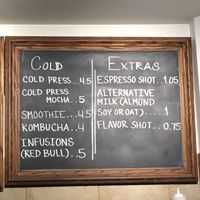 COLD
COLD PRESS...4.5
COLD PRESS
MOCHA..5
SMOOTHIE...4.5
KOMBUCHA..4
INFUSIONS
(RED BULL)..5
EXTRAS
ESPRESSO SHOT..1.05
ALTERNATIVE
MILK (ALMOND
SOY OR OAT).....1
FLAVOR SHOT..0.75